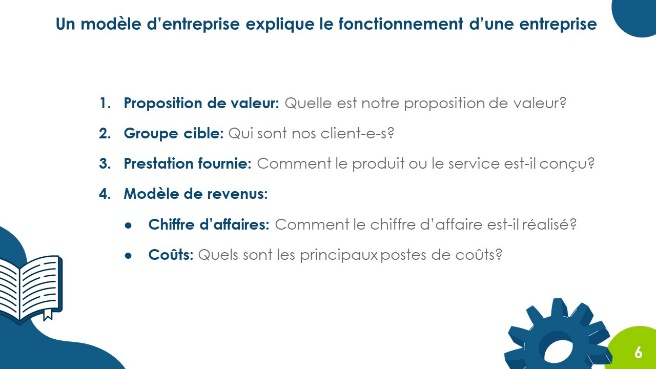 Un modèle d’entreprise explique le fonctionnement d’une entreprise
1. Proposition de valeur: Quelle est notre proposition de valeur?
2. Groupe cible: Qui sont nos client-e-s?
3. Prestation fournie: Comment le produit ou le service est-il conçu?
4. Modèle de revenus:
● Chiffre d’affaires: Comment le chiffre d’affaire est-il réalisé?
● Coûts: Quels sont les principaux postes de coûts?
6